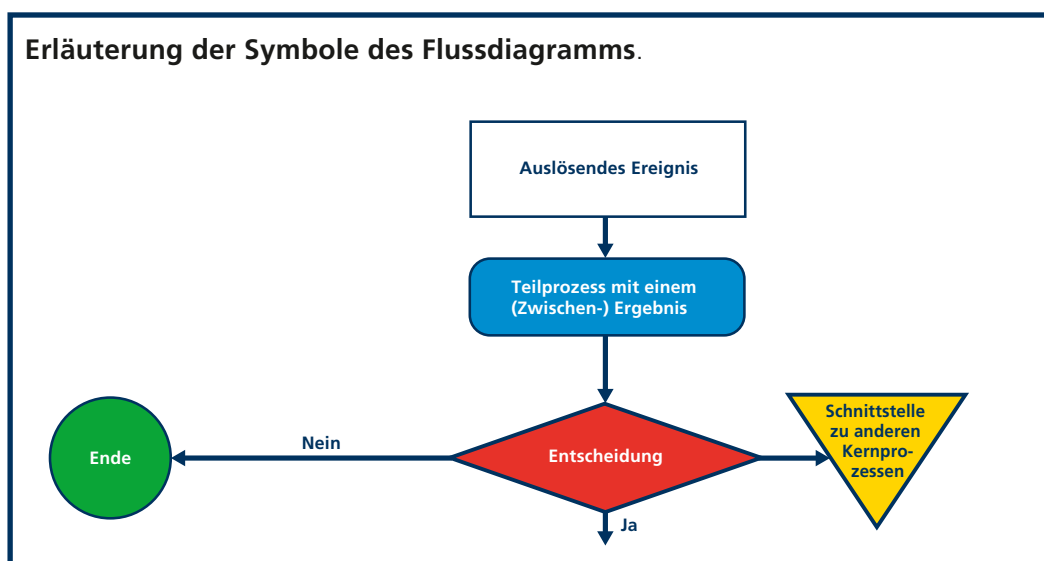 Erläuterung der Symbole des Flussdiagramms.
Auslösendes Ereignis
Teilprozess mit einem
(Zwischen-) Ergebnis
Ende
Nein
Entscheidung
Ja
Schnittstelle
zu anderen
Kernpro-
zessen